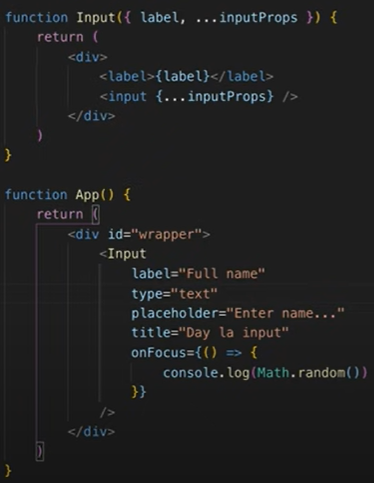 function Input({ label, ...inputProps }) {
    return (
        <div>
            <label>{label}</label>
            <input {...inputProps} />
        </div>
    )
}

function App() {
    return (
        <div id="wrapper">
            <Input
                label="Full name"
                type="text"
                placeholder="Enter name..."
                title="Day la input"
                onFocus={() => {
                    console.log(Math.random())
                }}
            />
        </div>
    )
}